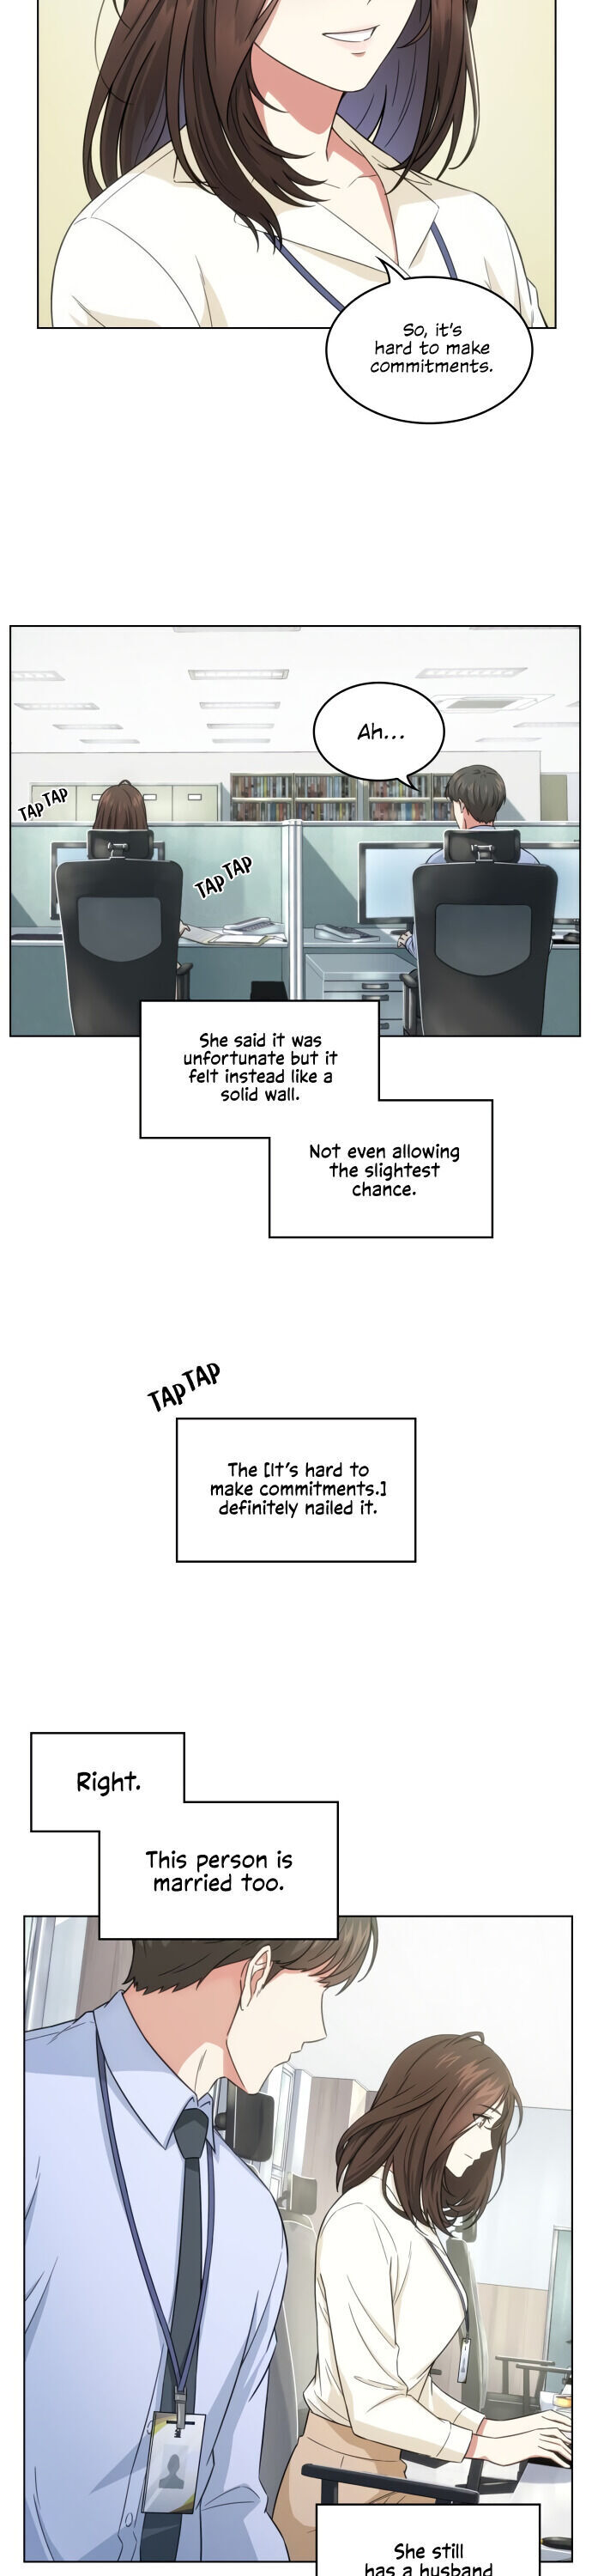 So, it's
hard to make
commitments.
Ah...
TAP TAP
TAP TAP
She said it was
unfortunate but it
felt instead like a
solid wall.
Not even allowing
the slightest
chance.
TAP TAP
The [It's hard to
make commitments.]
definitely nailed it.
Right.
This person is
married too.
She still
has a husband